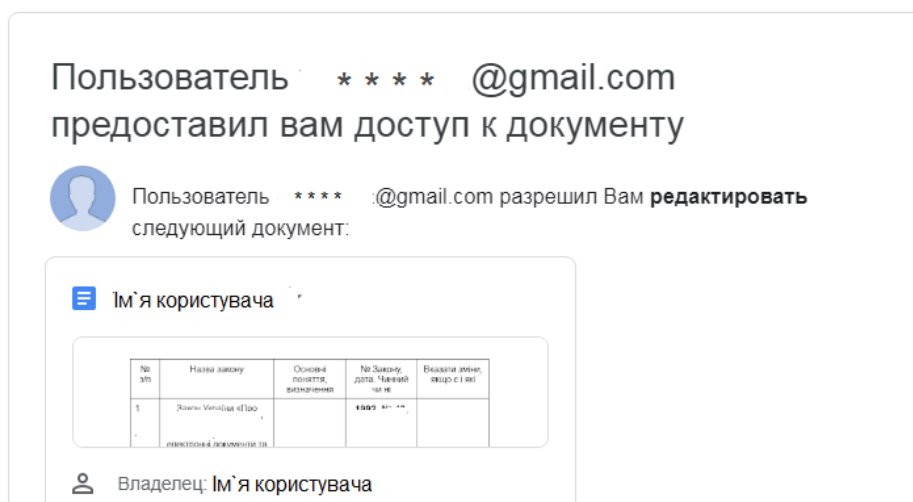 Пользователь * * * * @gmail.com
предоставил вам доступ к документу
Пользователь * * * * @gmail.com разрешил Вам редактировать
следующий документ:
Ім`я користувача
№ з/п Назва закону Основні поняття, визначення № Закону, дата. Чинний чи ні Вказати зміни, якщо є і які
1 Закон України «Про
електронні документи та
Владелец: Ім`я користувача